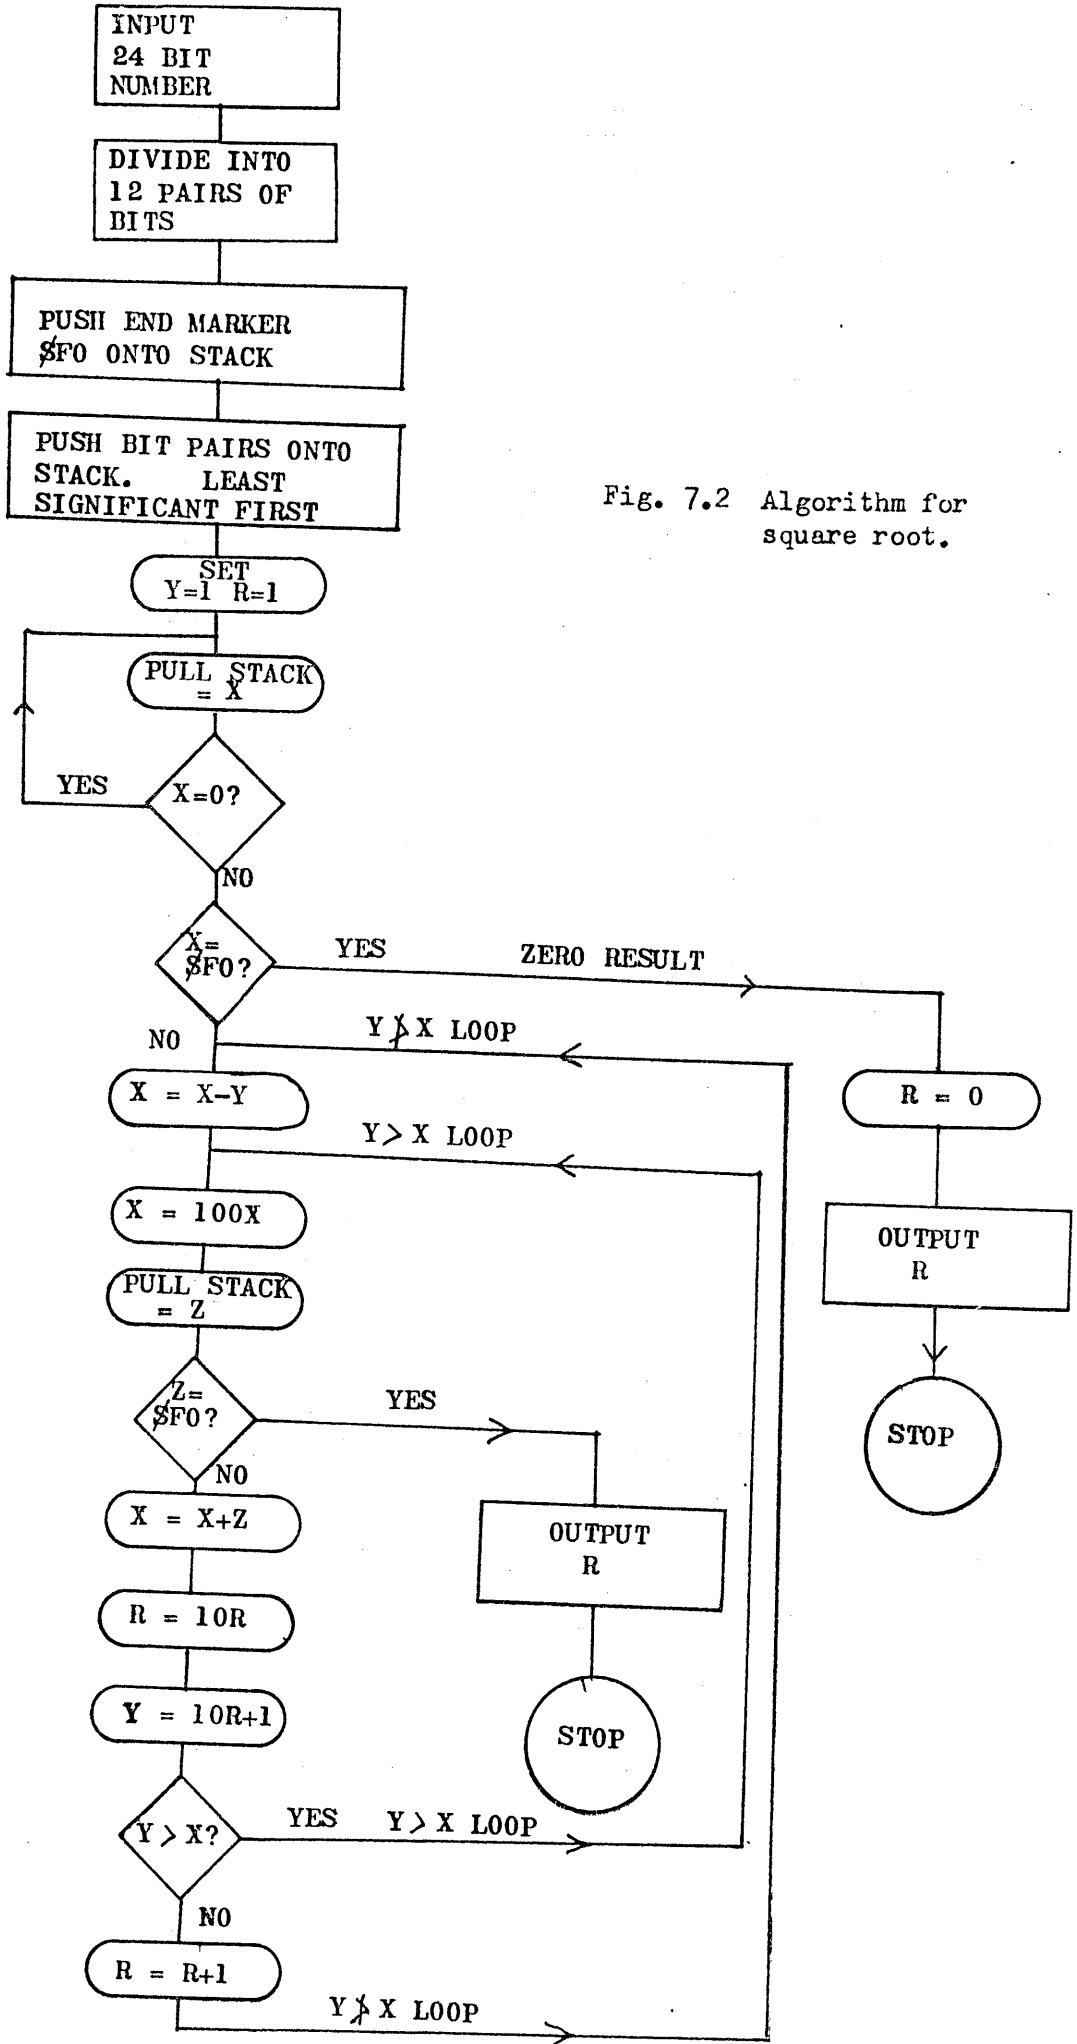 INPUT
24 BIT
NUMBER
DIVIDE INTO
12 PAIRS OF
BITS
PUSH END MARKER
$F0 ONTO STACK
PUSH BIT PAIRS ONTO
STACK. LEAST
SIGNIFICANT FIRST
Fig. 7.2 Algorithm for
square root.
SET
Y=1 R=1
PULL STACK
= X
YES
X=0?
NO
X=
$F0?
YES ZERO RESULT
NO
Y ≯ X LOOP
X = X-Y
R = 0
Y > X LOOP
X = 100X
OUTPUT
R
PULL STACK
= Z
Z=
$F0?
YES
STOP
NO
X = X+Z
OUTPUT
R
R = 10R
Y = 10R+1
STOP
Y > X?
YES Y > X LOOP
NO
R = R+1
Y ≯ X LOOP